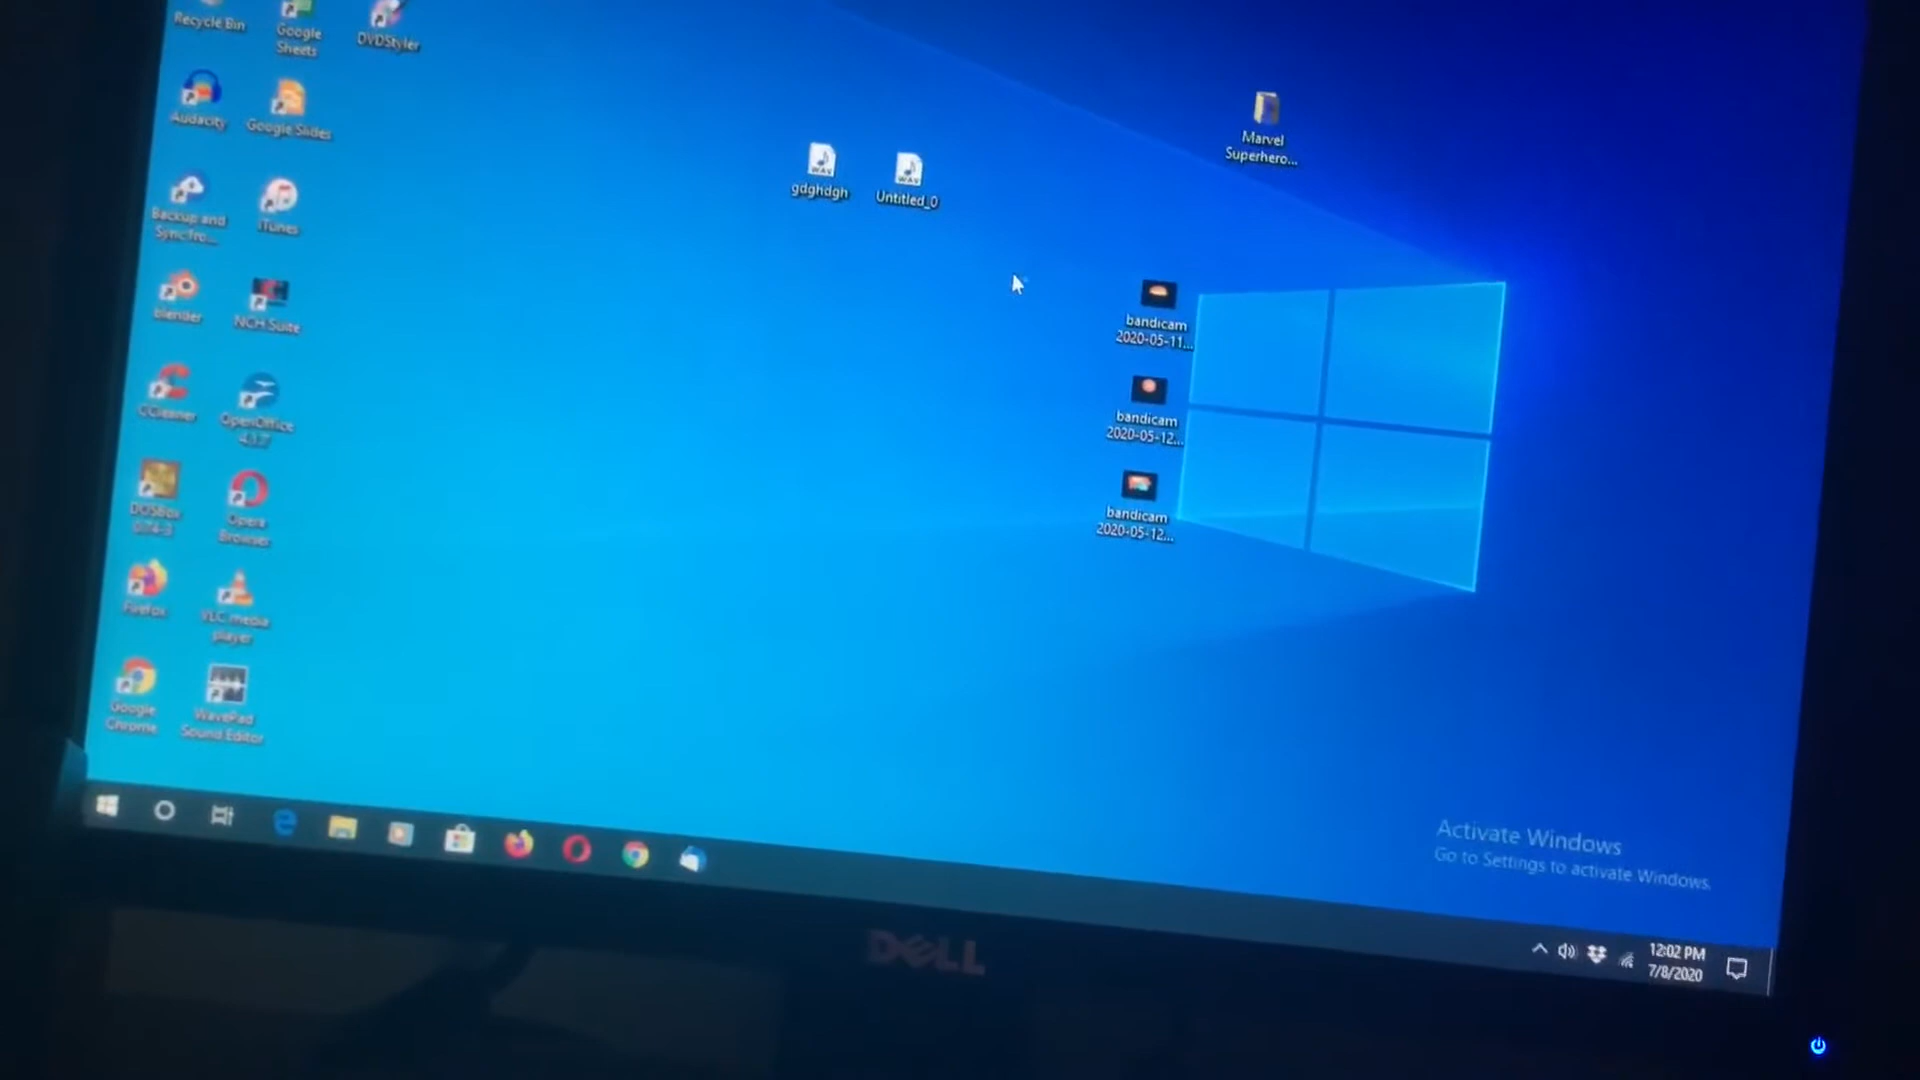 Recycle Bin
Google
Sheets
DVDStyler
Audacity
Google Slides
Backup and
Sync fro...
iTunes
blender
NCH Suite
CCleaner
OpenOffice
4.1.7
DOSBox
0.74-3
Opera
Browser
Firefox
VLC media
player
Google
Chrome
WavePad
Sound Editor
WAV
gdghdgh
WAV
Untitled_0
Marvel
Superhero...
bandicam
2020-05-11...
bandicam
2020-05-12...
bandicam
2020-05-12...
Activate Windows
Go to Settings to activate Windows.
12:02 PM
7/8/2020
DELL